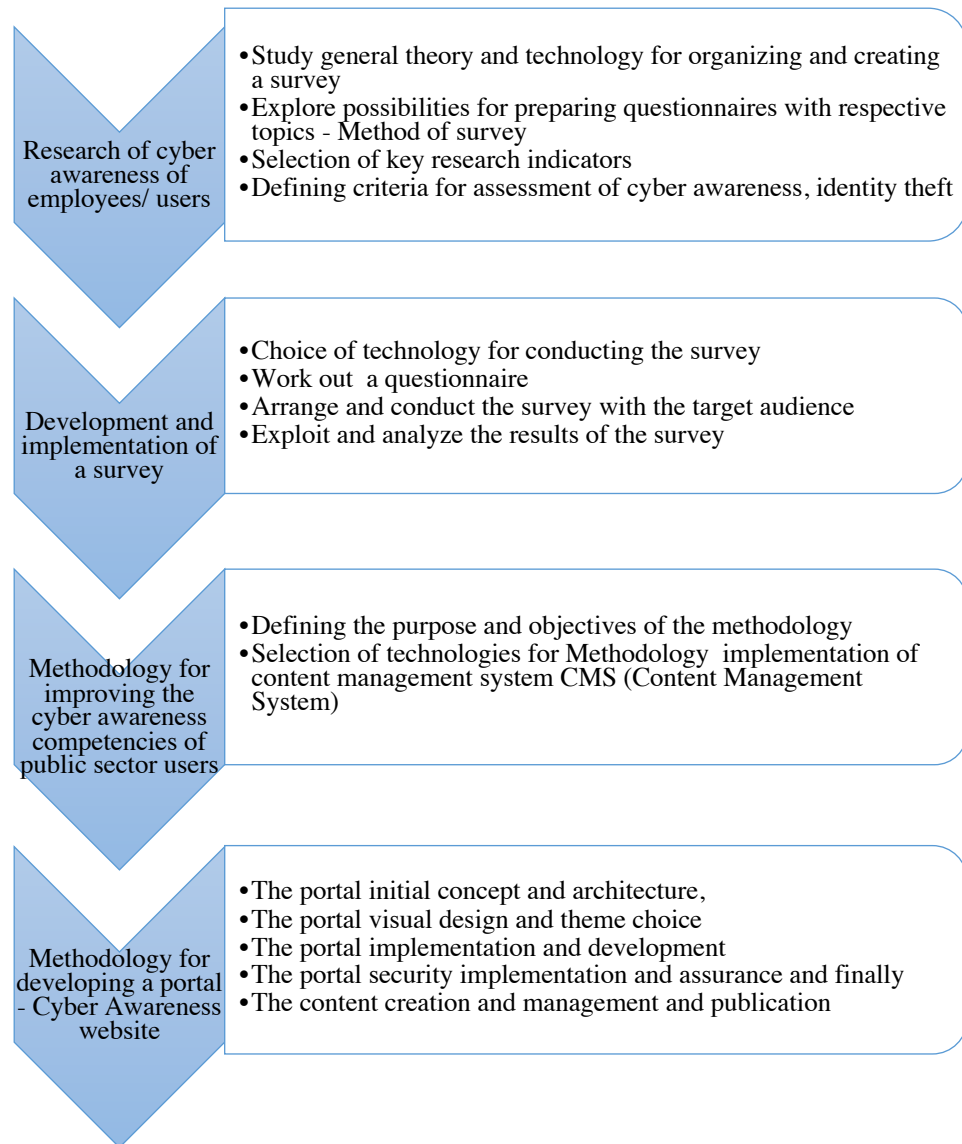 Research of cyber
awareness of
employees/ users
•Study general theory and technology for organizing and creating
a survey
•Explore possibilities for preparing questionnaires with respective
topics - Method of survey
•Selection of key research indicators
•Defining criteria for assessment of cyber awareness, identity theft
Development and
implementation of
a survey
•Choice of technology for conducting the survey
•Work out  a questionnaire
•Arrange and conduct the survey with the target audience
•Exploit and analyze the results of the survey
Methodology for
improving the
cyber awareness
competencies of
public sector users
•Defining the purpose and objectives of the methodology
•Selection of technologies for Methodology  implementation of
content management system CMS (Content Management
System)
Methodology for
developing a portal
- Cyber Awareness
website
•The portal initial concept and architecture,
•The portal visual design and theme choice
•The portal implementation and development
•The portal security implementation and assurance and finally
•The content creation and management and publication